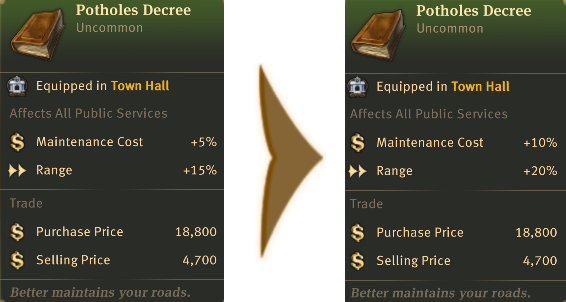 Potholes Decree
Uncommon
Equipped in Town Hall
Affects All Public Services
Maintenance Cost +5%
Range +15%
Trade
Purchase Price 18,800
Selling Price 4,700
Better maintains your roads.
Potholes Decree
Uncommon
Equipped in Town Hall
Affects All Public Services
Maintenance Cost +10%
Range +20%
Trade
Purchase Price 18,800
Selling Price 4,700
Better maintains your roads.